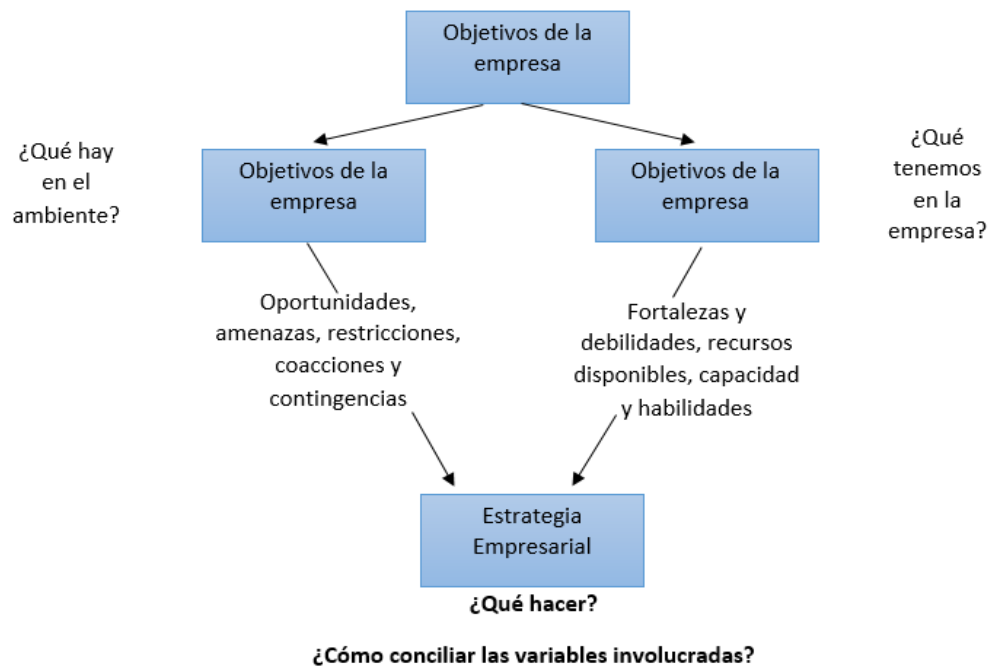 Objetivos de la
empresa
¿Qué hay
en el
ambiente?
Objetivos de la
empresa
Objetivos de la
empresa
¿Qué
tenemos
en la
empresa?
Oportunidades,
amenazas, restricciones,
coacciones y
contingencias
Fortalezas y
debilidades, recursos
disponibles, capacidad
y habilidades
Estrategia
Empresarial
¿Qué hacer?
¿Cómo conciliar las variables involucradas?